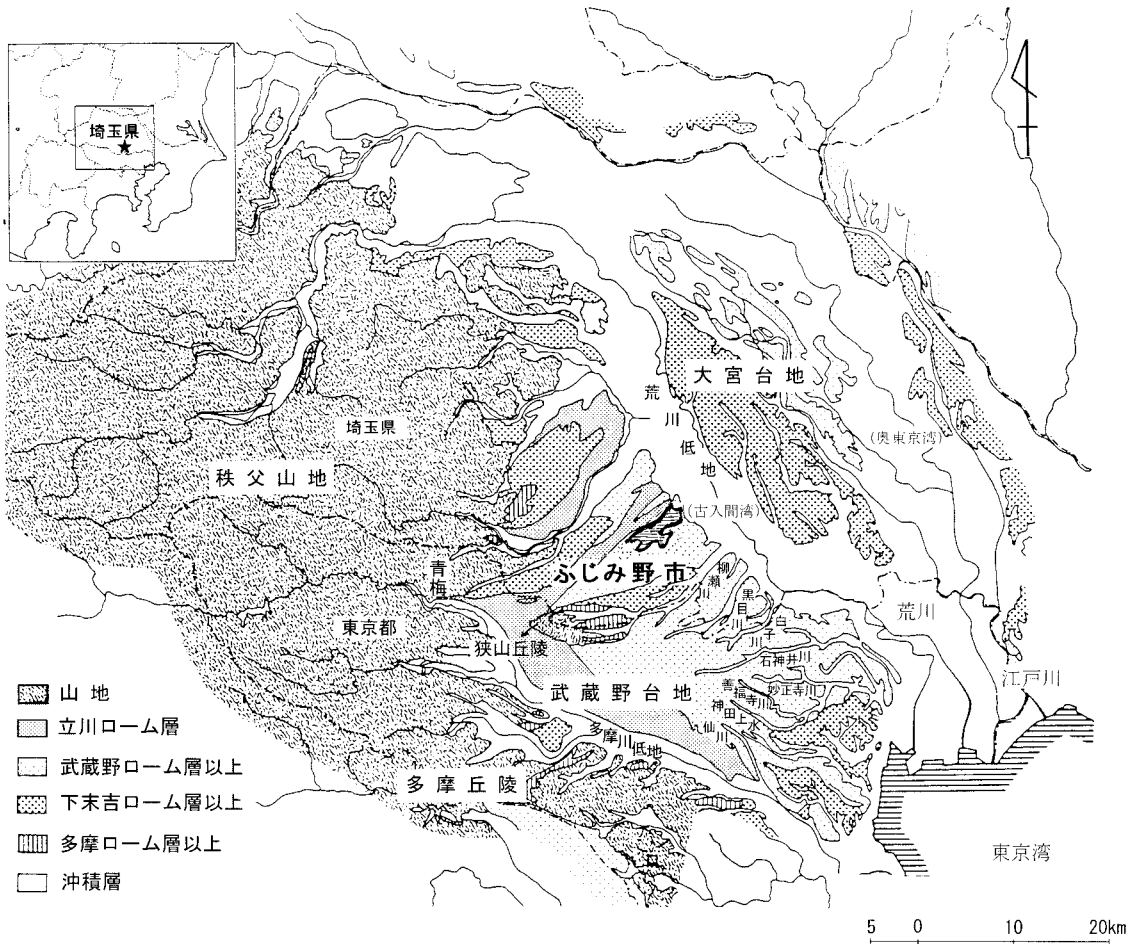 埼玉県
大宮台地
荒川低地
(奥東京湾)
埼玉県
秩父山地
(古入間湾)
ふじみ野市
青梅
柳瀬川
黒目川
白子川
荒川
東京都
狭山丘陵
石神井川
江戸川
武蔵野台地
善福寺川
妙正寺川
神田上水
仙川
多摩川低地
多摩丘陵
東京湾
山地
立川ローム層
武蔵野ローム層以上
下末吉ローム層以上
多摩ローム層以上
沖積層
5 0 10 20km